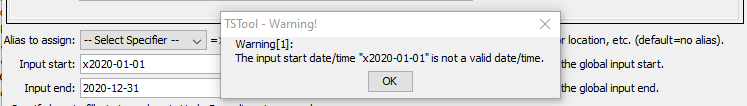 TSTool - Warning!
Warning[1]:
The input start date/time "x2020-01-01" is not a valid date/time.
OK
Alias to assign: -- Select Specifier -- or location, etc. (default=no alias).
Input start: x2020-01-01 the global input start.
Input end: 2020-12-31 the global input end.